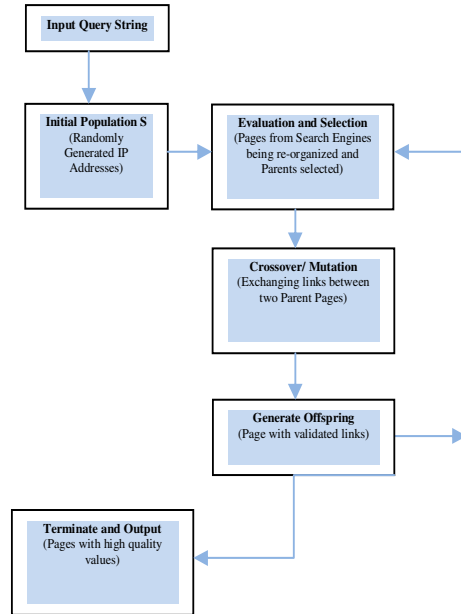 Input Query String
Initial Population S
(Randomly
Generated IP
Addresses)
Evaluation and Selection
(Pages from Search Engines
being re-organized and
Parents selected)
Crossover/ Mutation
(Exchanging links between
two Parent Pages)
Generate Offspring
(Page with validated links)
Terminate and Output
(Pages with high quality
values)